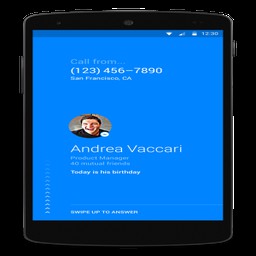 12:30
Call from...
(123) 456-7890
San Francisco, CA
Andrea Vaccari
Product Manager
48 mutual friends
Today is his birthday
SWIPE UP TO ANSWER